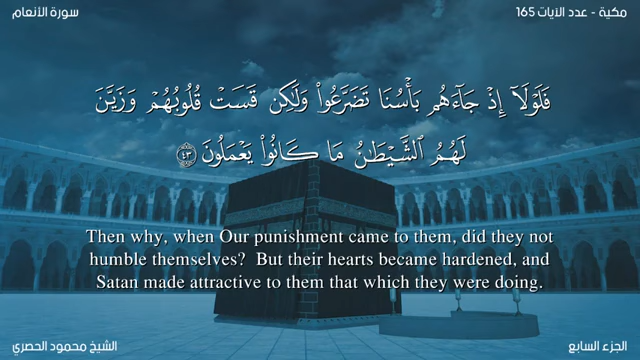 سورة الأنعام
مكية - عدد الآيات 165
فَلَوْلَآ إِذْ جَآءَهُم بَأْسُنَا تَضَرَّعُوا۟ وَلَـٰكِن قَسَتْ قُلُوبُهُمْ وَزَيَّنَ
لَهُمُ ٱلشَّيْطَـٰنُ مَا كَانُوا۟ يَعْمَلُونَ ٤٣
Then why, when Our punishment came to them, did they not
humble themselves? But their hearts became hardened, and
Satan made attractive to them that which they were doing.
الشيخ محمود الحصري
الجزء السابع